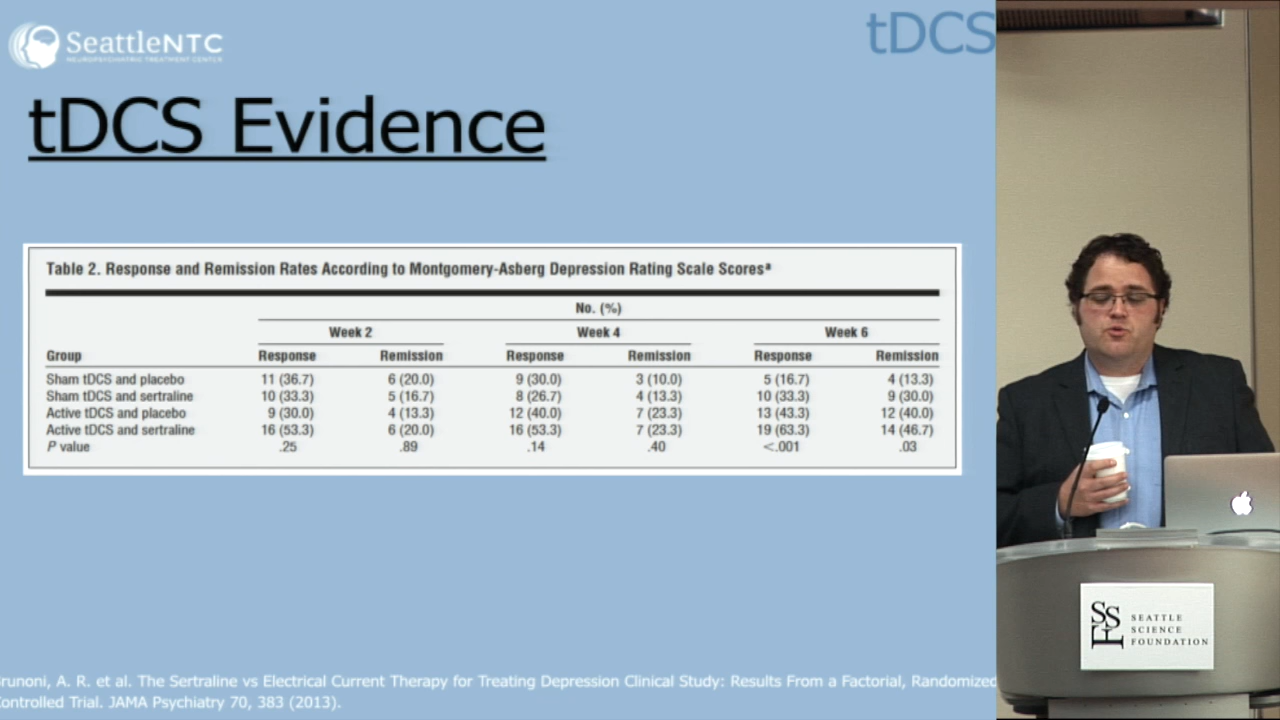 SeattleNTC
NEUROPSYCHIATRIC TREATMENT CENTER
tDCS
tDCS Evidence
Table 2. Response and Remission Rates According to Montgomery-Asberg Depression Rating Scale Scoresª
No. (%)
Week 2 Week 4 Week 6
Group Response Remission Response Remission Response Remission
Sham tDCS and placebo 11 (36.7) 6 (20.0) 9 (30.0) 3 (10.0) 5 (16.7) 4 (13.3)
Sham tDCS and sertraline 10 (33.3) 5 (16.7) 8 (26.7) 4 (13.3) 10 (33.3) 9 (30.0)
Active tDCS and placebo 9 (30.0) 4 (13.3) 12 (40.0) 7 (23.3) 13 (43.3) 12 (40.0)
Active tDCS and sertraline 16 (53.3) 6 (20.0) 16 (53.3) 7 (23.3) 19 (63.3) 14 (46.7)
P value .25 .89 .14 .40 <.001 .03
runoni, A. R. et al. The Sertraline vs Electrical Current Therapy for Treating Depression Clinical Study: Results From a Factorial, Randomized
ontrolled Trial. JAMA Psychiatry 70, 383 (2013).
SSF
SEATTLE
SCIENCE
FOUNDATION